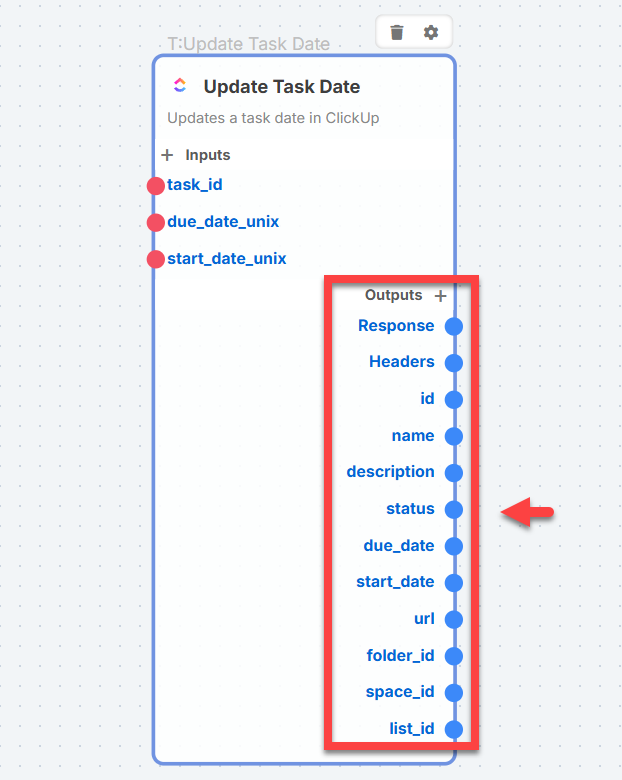 T:Update Task Date
Update Task Date
Updates a task date in ClickUp
+ Inputs
task_id
due_date_unix
start_date_unix
Outputs +
Response
Headers
id
name
description
status
due_date
start_date
url
folder_id
space_id
list_id